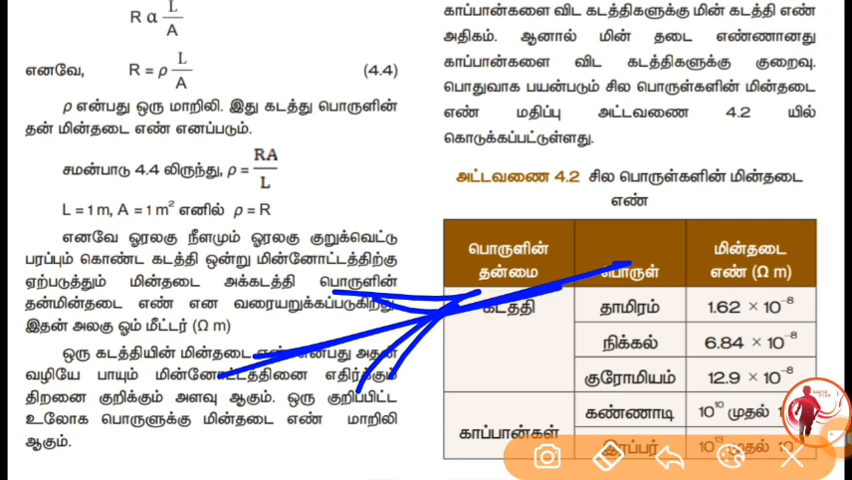 R α L/A
எனவே, R = ρ L/A (4.4)
ρ என்பது ஒரு மாறிலி. இது கடத்து பொருளின்
தன் மின்தடை எண் எனப்படும்.
சமன்பாடு 4.4 லிருந்து, ρ = RA/L
L = 1 m, A = 1 m² எனில் ρ = R
எனவே ஓரலகு நீளமும் ஓரலகு குறுக்வெட்டு
பரப்பும் கொண்ட கடத்தி ஒன்று மின்னோட்டத்திற்கு
ஏற்படுத்தும் மின்தடை அக்கடத்தி பொருளின்
தன்மின்தடை எண் என வரையறுக்கப்படுகிறது.
இதன் அலகு ஓம் மீட்டர் (Ω m)
ஒரு கடத்தியின் மின்தடை எண் என்பது அதன்
வழியே பாயும் மின்னோட்டத்தினை எதிர்க்கும்
திறனை குறிக்கும் அளவு ஆகும். ஒரு குறிப்பிட்ட
உலோக பொருளுக்கு மின்தடை எண் மாறிலி
ஆகும்.
காப்பான்களை விட கடத்திகளுக்கு மின் கடத்தி எண்
அதிகம். ஆனால் மின் தடை எண்ணானது
காப்பான்களை விட கடத்திகளுக்கு குறைவு.
பொதுவாக பயன்படும் சில பொருள்களின் மின்தடை
எண் மதிப்பு அட்டவணை 4.2 யில்
கொடுக்கப்பட்டுள்ளது.
அட்டவணை 4.2 சில பொருள்களின் மின்தடை
எண்
பொருளின் தன்மை பொருள் மின்தடை எண் (Ω m)
கடத்தி தாமிரம் 1.62 × 10⁻⁸
நிக்கல் 6.84 × 10⁻⁸
குரோமியம் 12.9 × 10⁻⁸
காப்பான்கள் கண்ணாடி 10¹⁰ முதல்
இரப்பர் 10¹³ முதல் 10